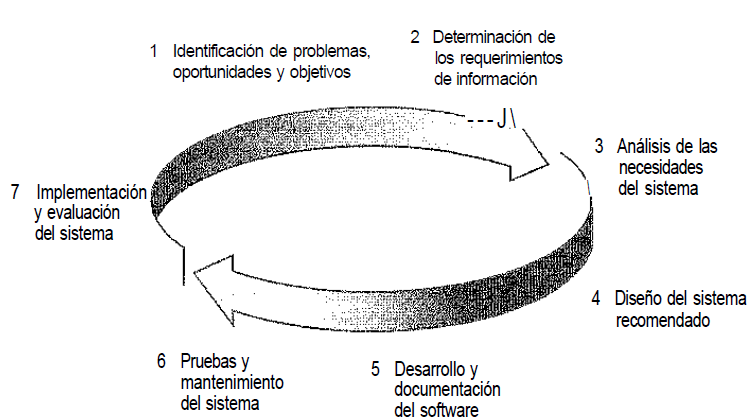 1 Identificación de problemas,
oportunidades y objetivos
2 Determinación de
los requerimientos
de información
3 Análisis de las
necesidades
del sistema
4 Diseño del sistema
recomendado
5 Desarrollo y
documentación
del software
6 Pruebas y
mantenimiento
del sistema
7 Implementación
y evaluación
del sistema